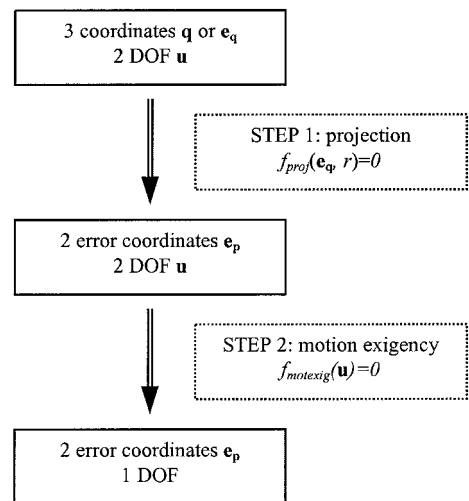 3 coordinates q or e_q
2 DOF u
STEP 1: projection
f_proj(e_q, r)=0
2 error coordinates e_p
2 DOF u
STEP 2: motion exigency
f_motexig(u)=0
2 error coordinates e_p
1 DOF